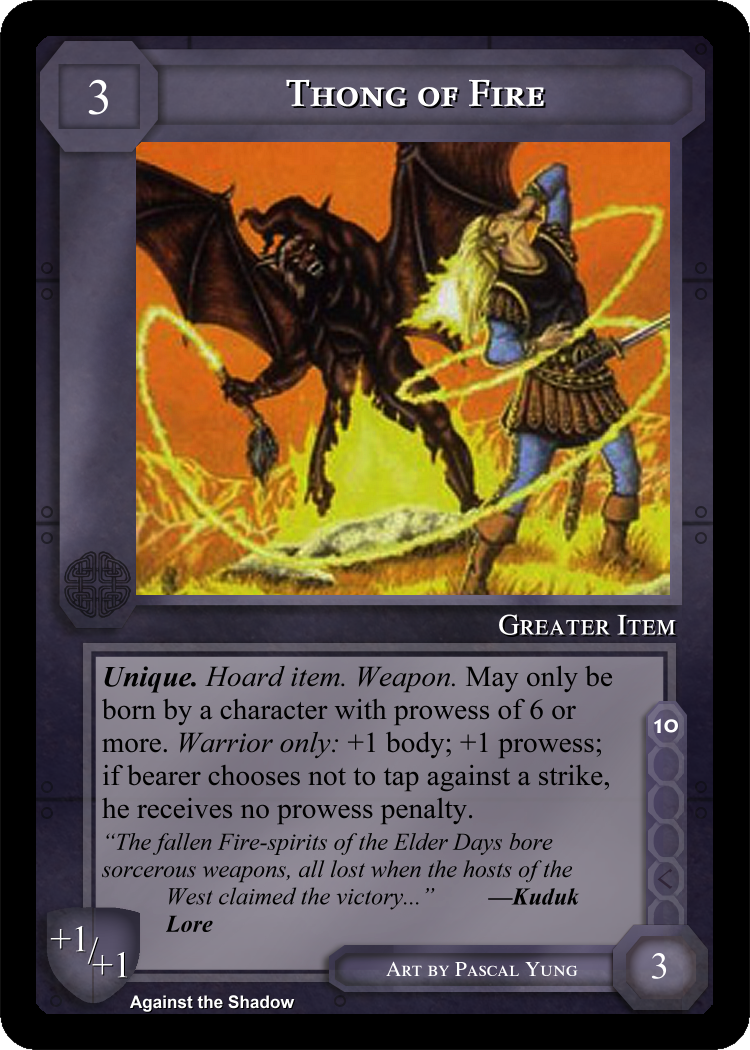 3
Thong of Fire
Greater Item
Unique. Hoard item. Weapon. May only be
born by a character with prowess of 6 or
more. Warrior only: +1 body; +1 prowess;
if bearer chooses not to tap against a strike,
he receives no prowess penalty.
“The fallen Fire-spirits of the Elder Days bore
sorcerous weapons, all lost when the hosts of the
West claimed the victory...” —Kuduk
Lore
10
+1/+1
Art by Pascal Yung
3
Against the Shadow